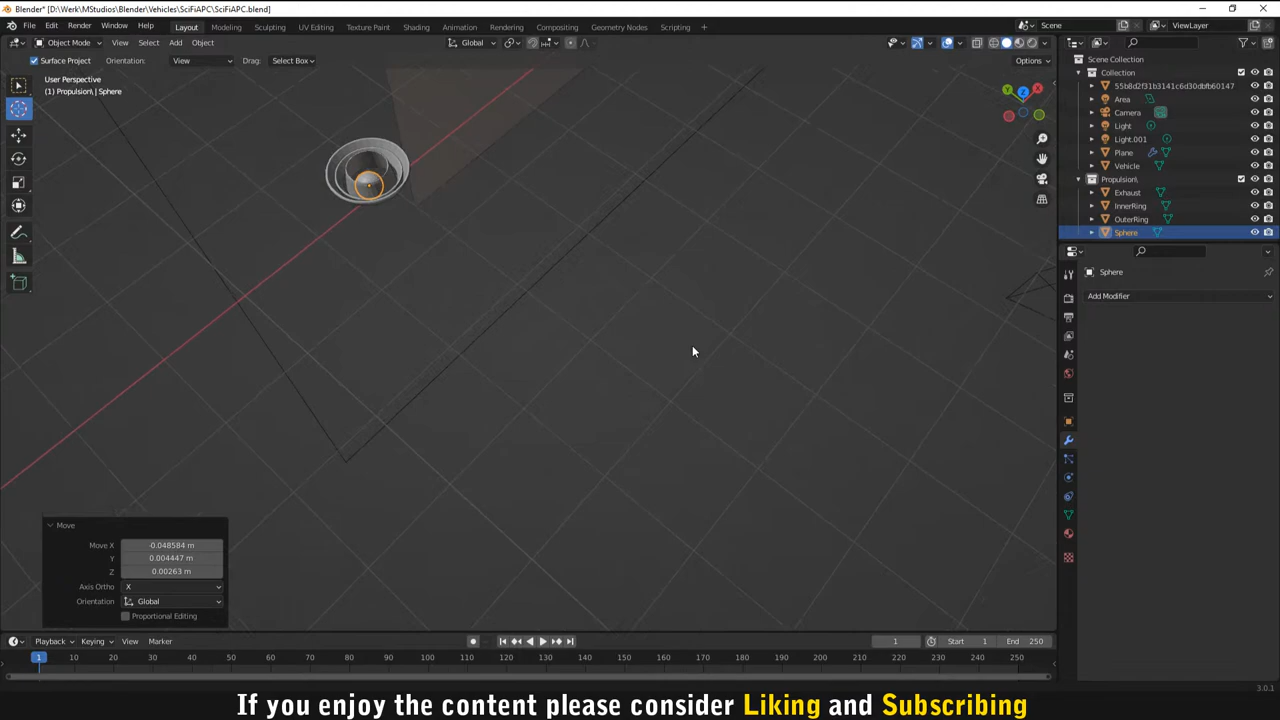 Blender* [D:\Werk\MStudios\Blender\Vehicles\SciFiAPC\SciFiAPC.blend]
File Edit Render Window Help Layout Modeling Sculpting UV Editing Texture Paint Shading Animation Rendering Compositing Geometry Nodes Scripting + Scene ViewLayer
Object Mode View Select Add Object Global Options
Surface Project Orientation: View Drag: Select Box
User Perspective
(1) Propulsion\ | Sphere
Y Z X
Scene Collection
Collection
55b8d2f31b3141c6d30dbfb60147
Area
Camera
Light
Light.001
Plane
Vehicle
Propulsion\
Exhaust
InnerRing
OuterRing
Sphere
Sphere
Add Modifier
Move
Move X -0.048584 m
Y 0.004447 m
Z 0.00263 m
Axis Ortho X
Orientation Global
Proportional Editing
Playback Keying View Marker 1 Start 1 End 250
1 10 20 30 40 50 60 70 80 90 100 110 120 130 140 150 160 170 180 190 200 210 220 230 240 250
3.0.1
If you enjoy the content please consider Liking and Subscribing